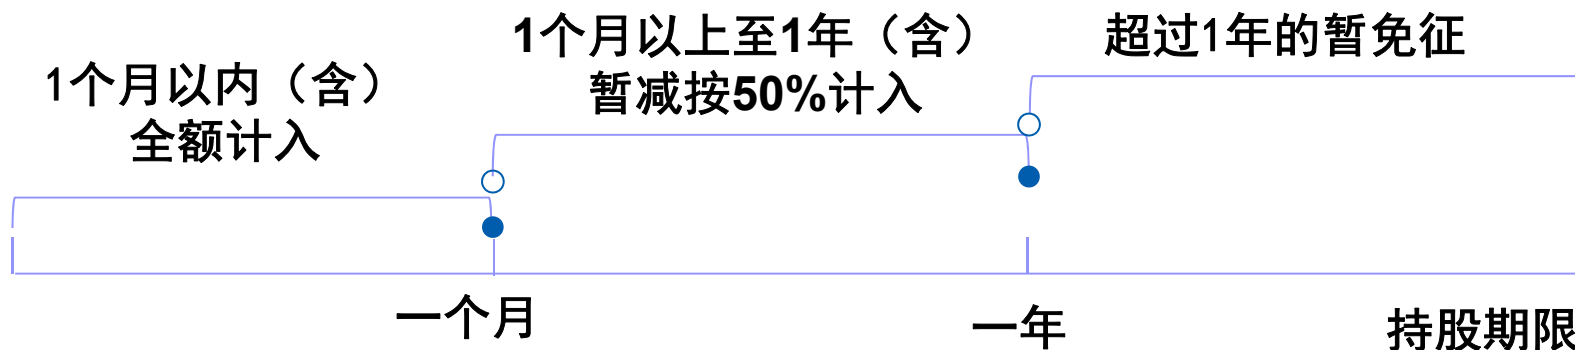 1个月以内（含）
全额计入
1个月以上至1年（含）
暂减按50%计入
超过1年的暂免征
一个月
一年
持股期限